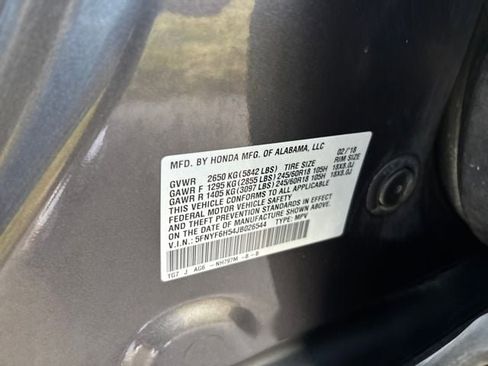 MFD. BY HONDA MFG. OF ALABAMA, LLC 02/'18
GVWR 2650 KG(5842 LBS) TIRE SIZE RIM SIZE
GAWR F 1295 KG(2855 LBS)245/60R18 105H 18X8.0J
GAWR R 1405 KG(3097 LBS)245/60R18 105H 18X8.0J
THIS VEHICLE CONFORMS TO ALL APPLICABLE
FEDERAL MOTOR VEHICLE SAFETY
STANDARDS IN EFFECT ON THE DATE OF
MANUFACTURE SHOWN ABOVE.
V.I.N.: 5FNYF6H54JB026544 TYPE: MPV
TG7 J AG6 -NH797M -B -B